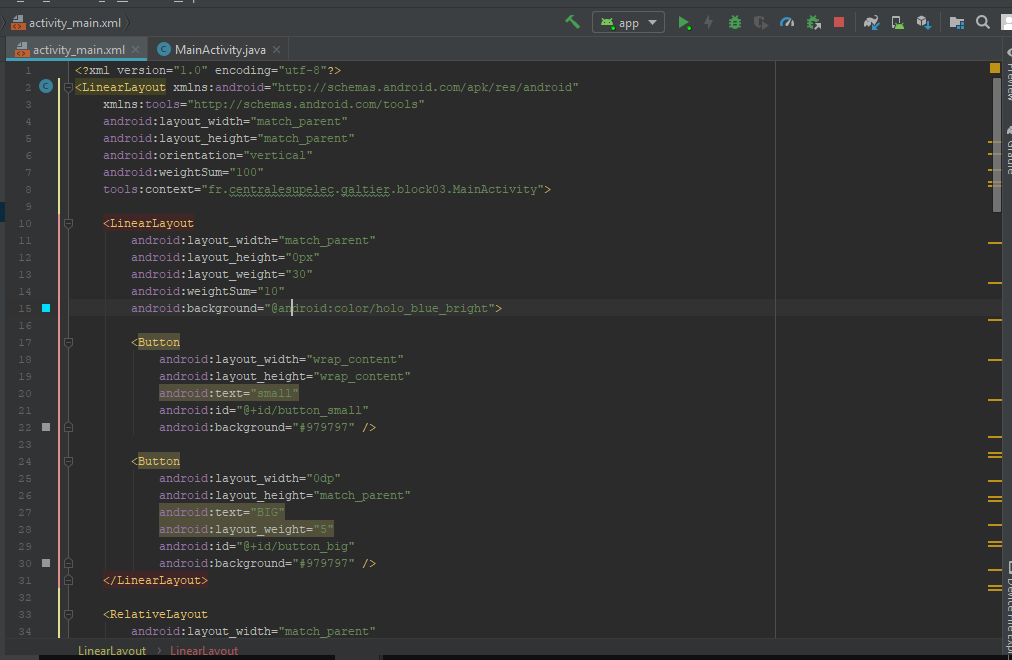 activity_main.xml
app
activity_main.xml
MainActivity.java
1 <?xml version="1.0" encoding="utf-8"?>
2 <LinearLayout xmlns:android="http://schemas.android.com/apk/res/android"
3 xmlns:tools="http://schemas.android.com/tools"
4 android:layout_width="match_parent"
5 android:layout_height="match_parent"
6 android:orientation="vertical"
7 android:weightSum="100"
8 tools:context="fr.centralesupelec.galtier.block03.MainActivity">
9
10 <LinearLayout
11 android:layout_width="match_parent"
12 android:layout_height="0px"
13 android:layout_weight="30"
14 android:weightSum="10"
15 android:background="@android:color/holo_blue_bright">
16
17 <Button
18 android:layout_width="wrap_content"
19 android:layout_height="wrap_content"
20 android:text="small"
21 android:id="@+id/button_small"
22 android:background="#979797" />
23
24 <Button
25 android:layout_width="0dp"
26 android:layout_height="match_parent"
27 android:text="BIG"
28 android:layout_weight="5"
29 android:id="@+id/button_big"
30 android:background="#979797" />
31 </LinearLayout>
32
33 <RelativeLayout
34 android:layout_width="match_parent"
LinearLayout
LinearLayout
Preview
Gradle